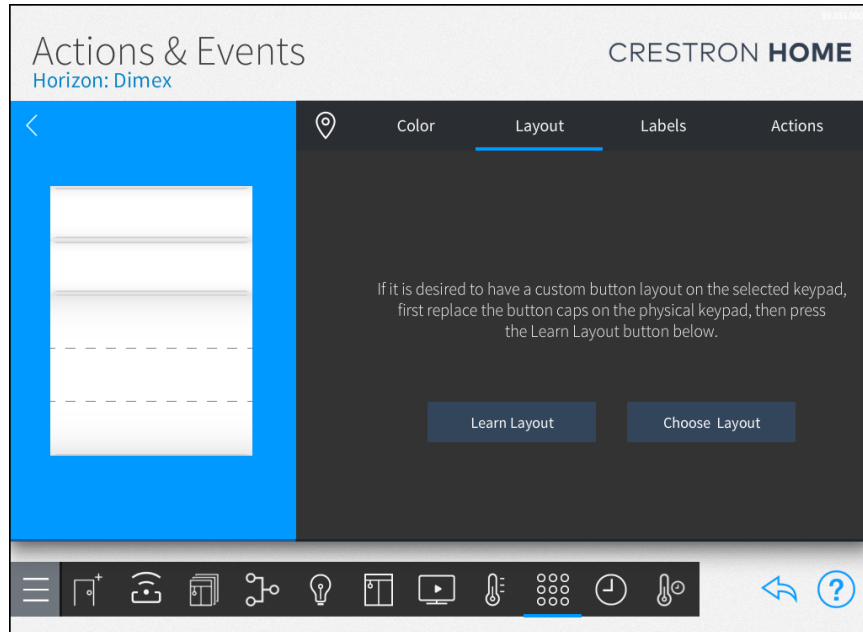 Actions & Events
Horizon: Dimex
CRESTRON HOME
Color Layout Labels Actions
If it is desired to have a custom button layout on the selected keypad,
first replace the button caps on the physical keypad, then press
the Learn Layout button below.
Learn Layout Choose Layout
?